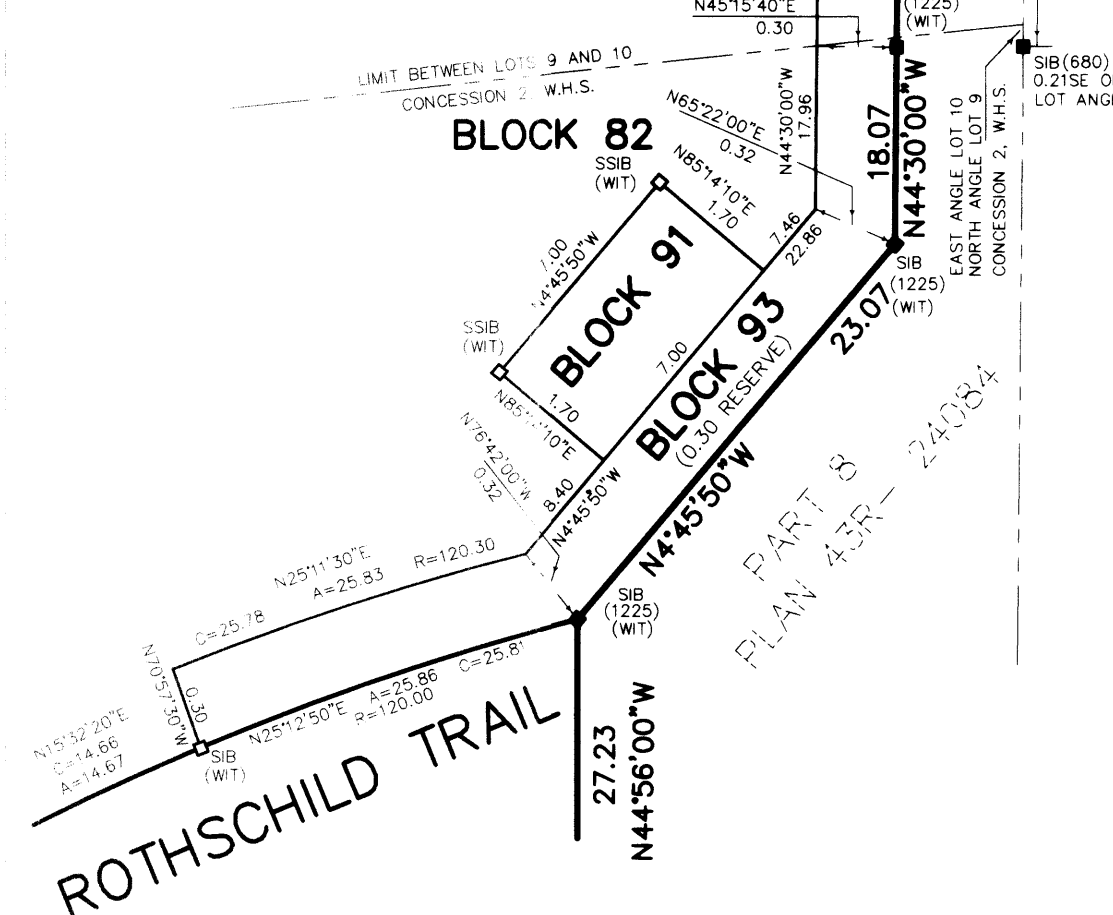 N45°15'40"E
0.30
(1225)
(WIT)
LIMIT BETWEEN LOTS 9 AND 10
CONCESSION 2, W.H.S.
BLOCK 82
SIB(680)
0.21SE
LOT
N44°30'00"W
17.96
18.07
N44°30'00"W
EAST ANGLE LOT 10
NORTH ANGLE LOT 9
CONCESSION 2, W.H.S.
N65°22'00"E
0.32
SSIB
(WIT)
N85°14'10"E
1.70
7.46
22.86
SIB
(1225)
(WIT)
7.00
N4°45'50"W
BLOCK 91
SSIB
(WIT)
7.00
BLOCK 93
(0.30 RESERVE)
23.07
N4°45'50"W
1.70
N76°42'00"W
0.32
8.40
N4°45'50"W
PART 8
PLAN 43R- 24084
N25°11'30"E
A=25.83
R=120.30
C=25.78
SIB
(1225)
(WIT)
N70°57'30"W
0.30
C=25.81
A=25.86
R=120.00
N25°12'50"E
N15°32'20"E
C=14.66
A=14.67
SIB
(WIT)
27.23
N44°56'00"W
ROTHSCHILD TRAIL